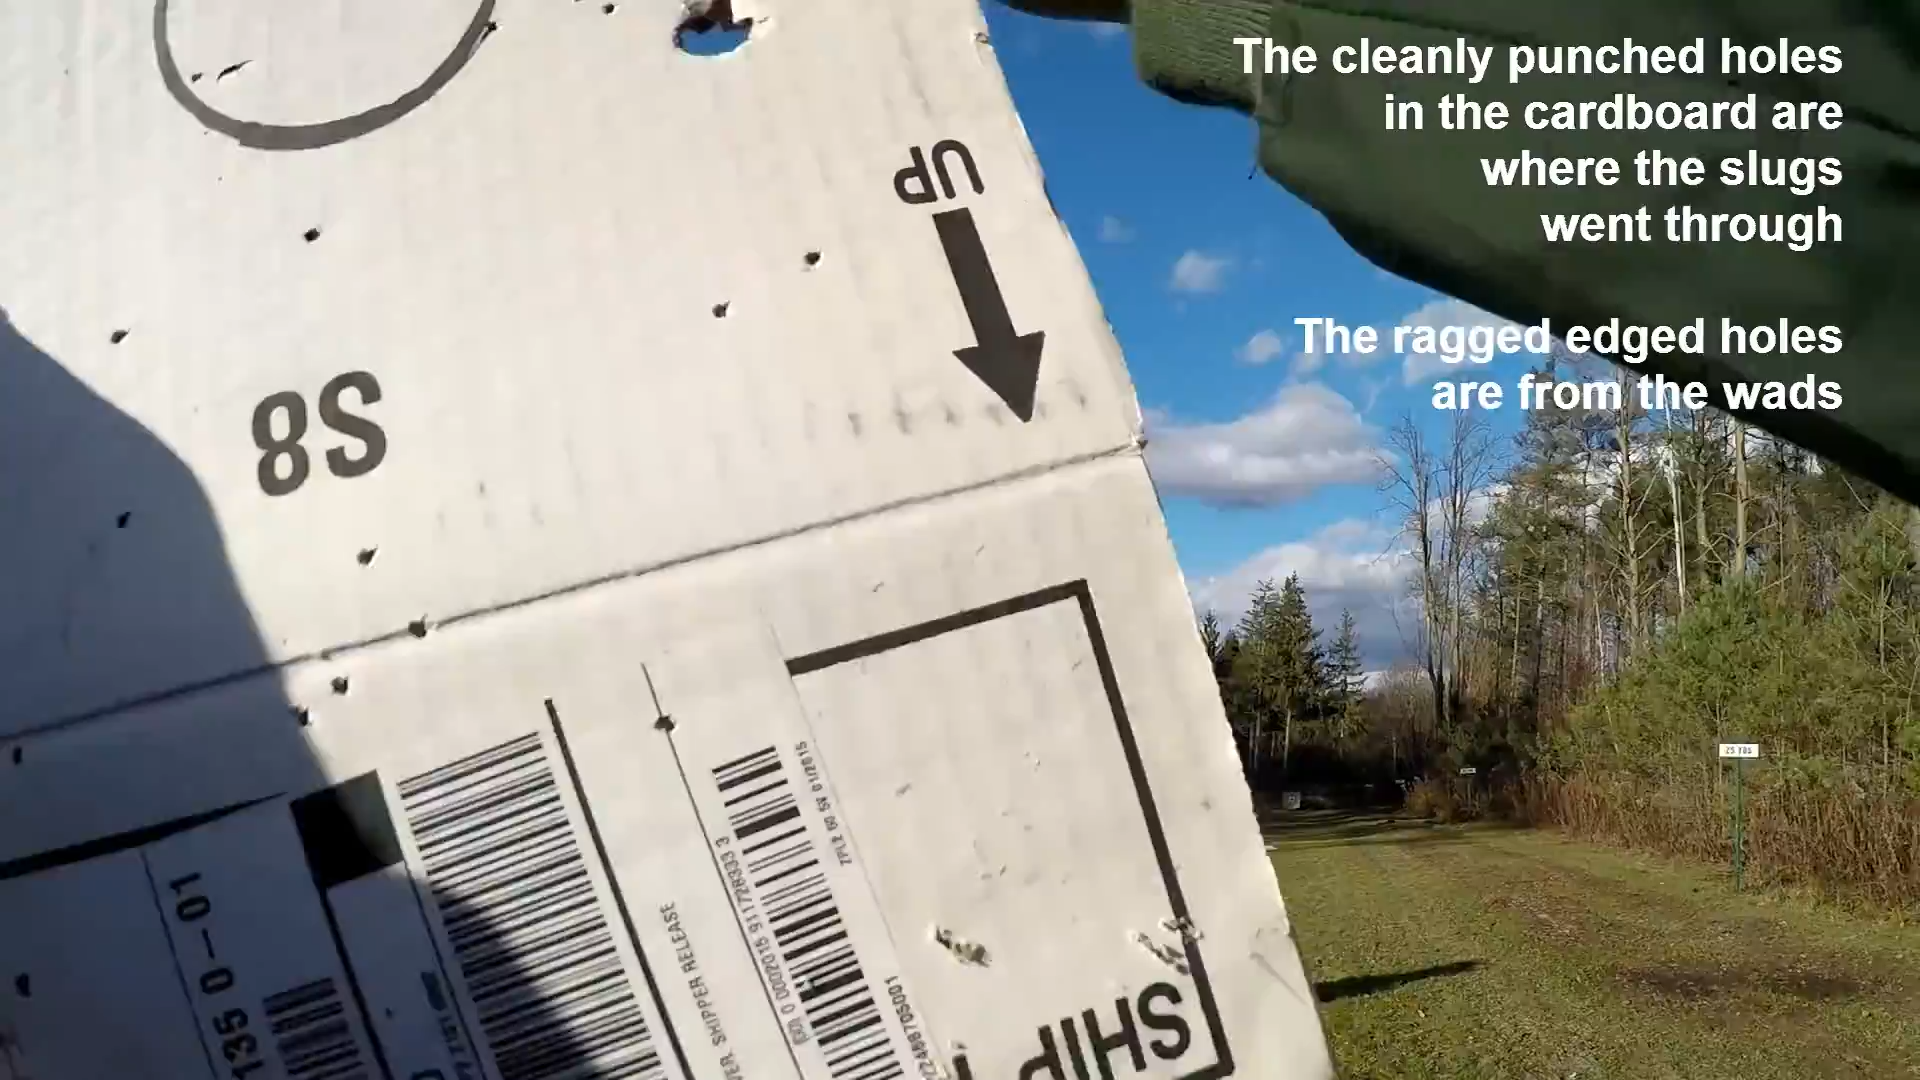 The cleanly punched holes
in the cardboard are
where the slugs
went through
The ragged edged holes
are from the wads
UP
S8
25 YDS
SHIP
SHIPPER RELEASE
135 0-01